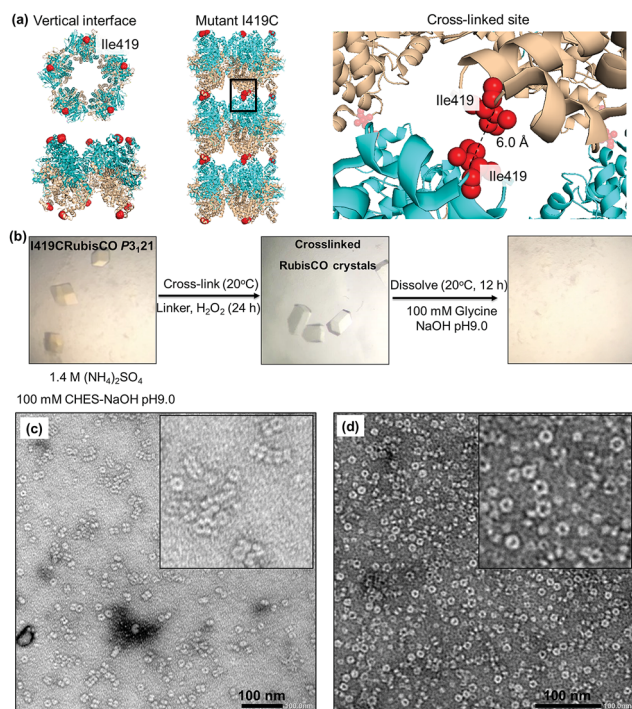 (a)
Vertical interface
Ile419
Mutant I419C
Cross-linked site
Ile419
6.0 Å
Ile419
(b)
I419CRubisCO P3₁21
Cross-link (20°C)
Linker, H₂O₂ (24 h)
Crosslinked
RubisCO crystals
Dissolve (20°C, 12 h)
100 mM Glycine
NaOH pH9.0
1.4 M (NH₄)₂SO₄
100 mM CHES-NaOH pH9.0
(c)
100 nm
(d)
100 nm